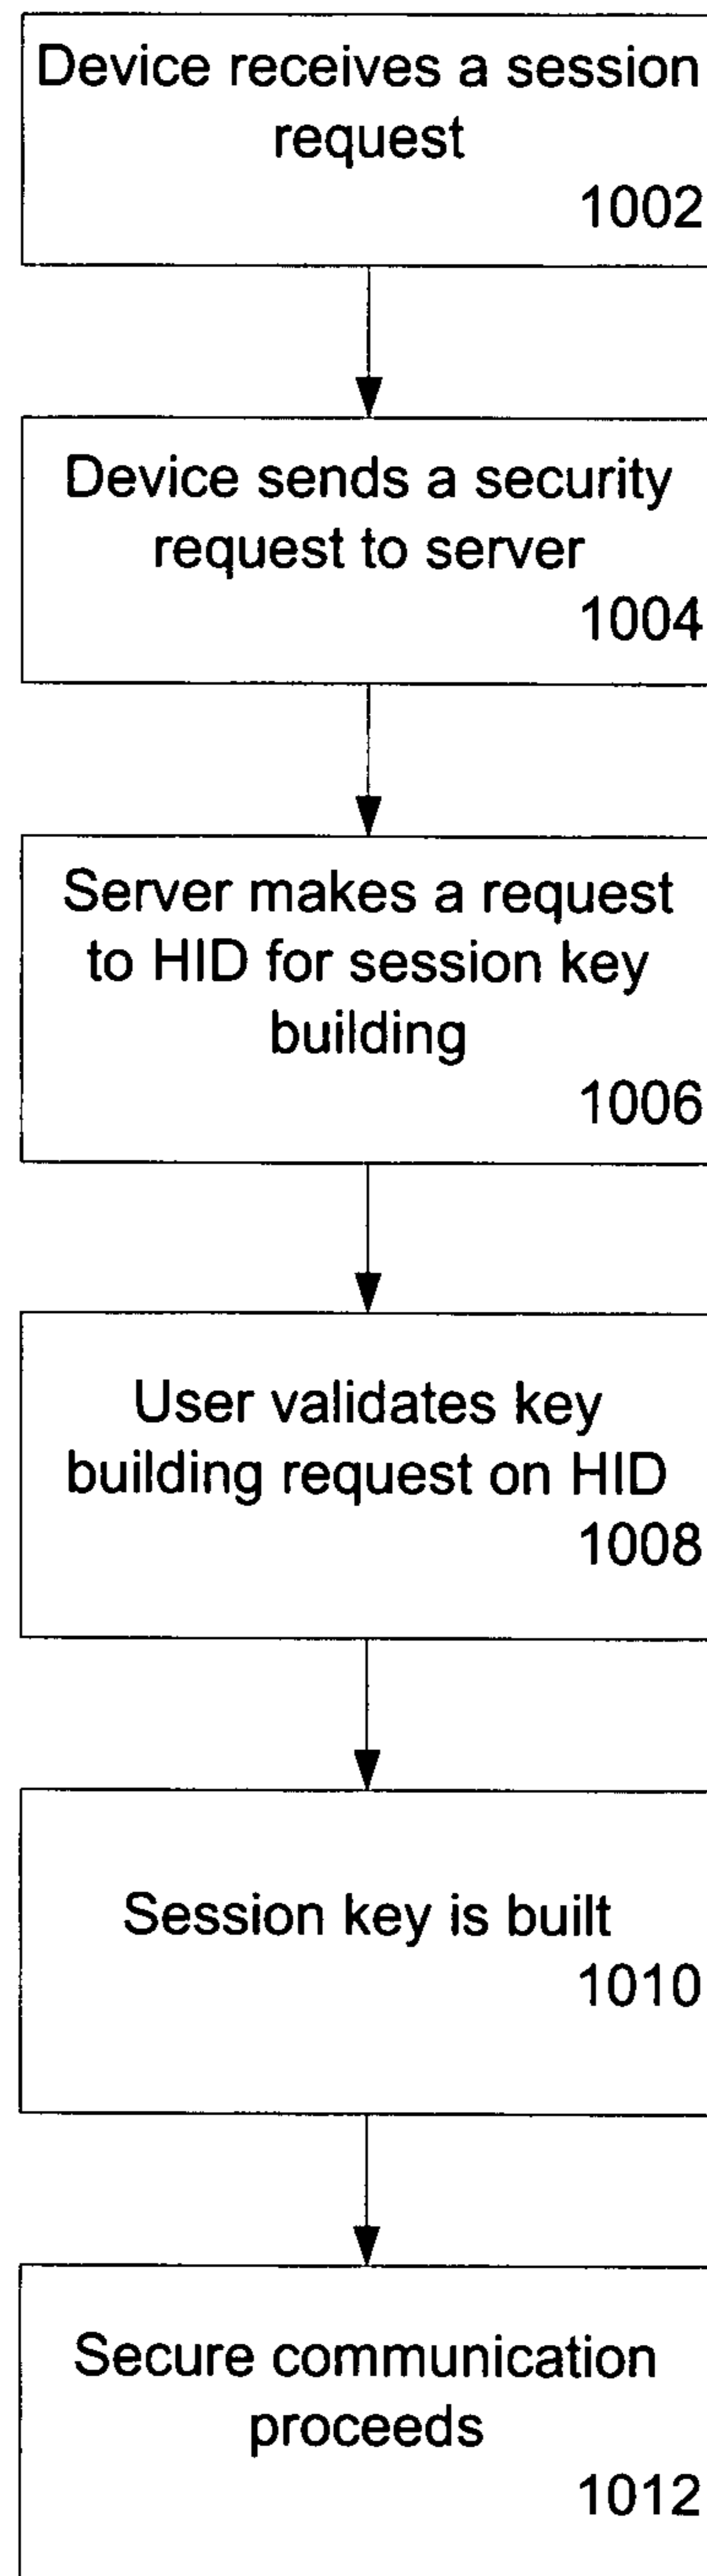 Device receives a session
request
1002
Device sends a security
request to server
1004
Server makes a request
to HID for session key
building
1006
User validates key
building request on HID
1008
Session key is built
1010
Secure communication
proceeds
1012